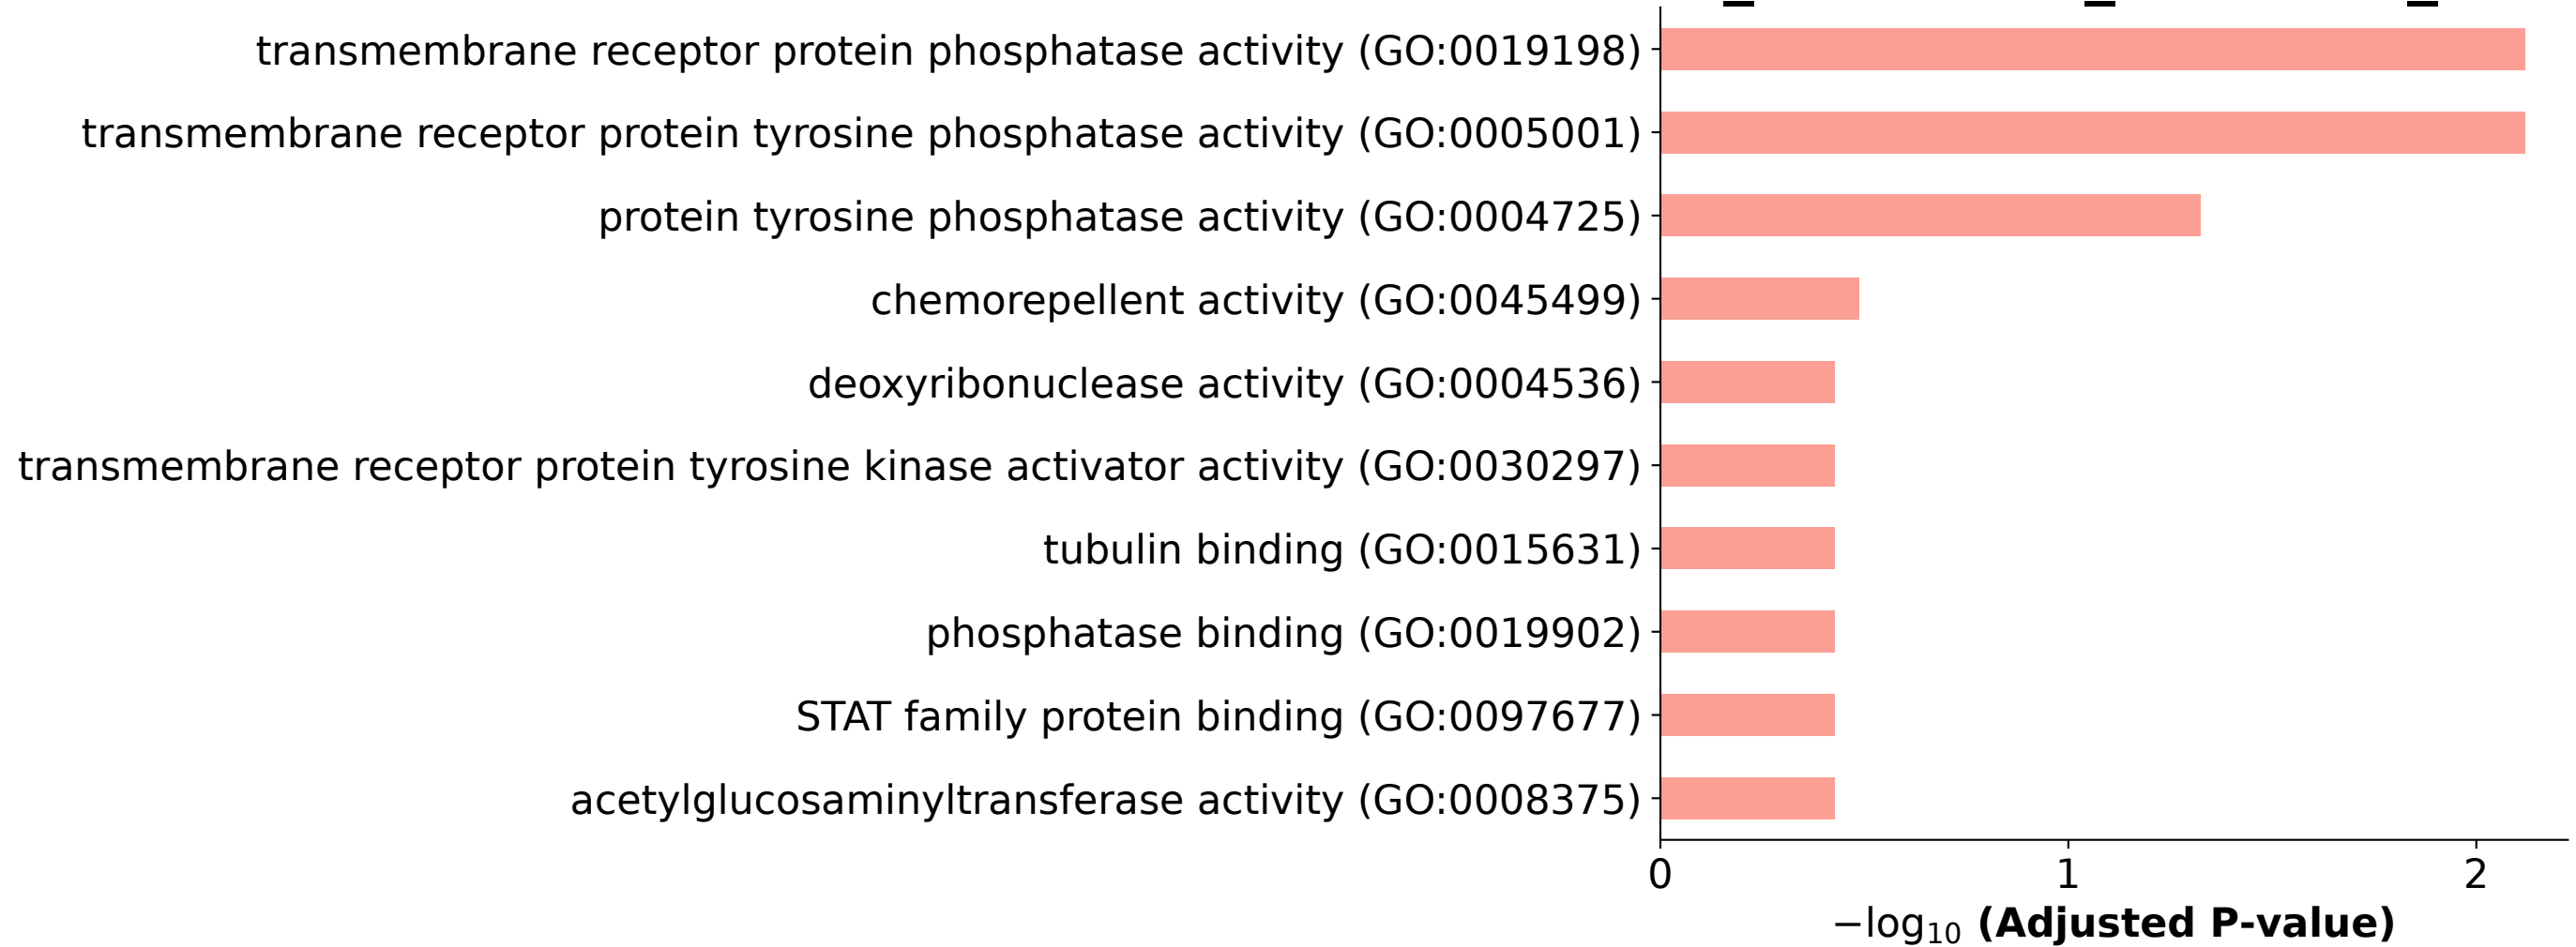 transmembrane receptor protein phosphatase activity (GO:0019198)
transmembrane receptor protein tyrosine phosphatase activity (GO:0005001)
protein tyrosine phosphatase activity (GO:0004725)
chemorepellent activity (GO:0045499)
deoxyribonuclease activity (GO:0004536)
transmembrane receptor protein tyrosine kinase activator activity (GO:0030297)
tubulin binding (GO:0015631)
phosphatase binding (GO:0019902)
STAT family protein binding (GO:0097677)
acetylglucosaminyltransferase activity (GO:0008375)
0 1 2
−log₁₀ (Adjusted P-value)